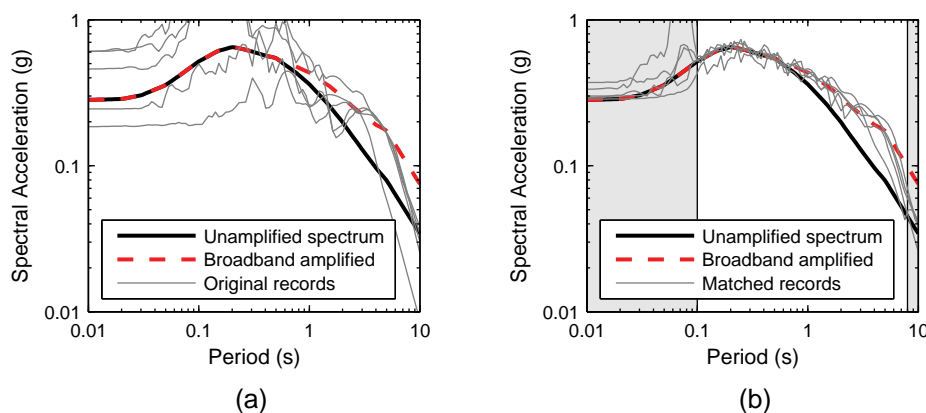 1
0.1
0.01
Spectral Acceleration (g)
Unamplified spectrum
Broadband amplified
Original records
0.01 0.1 1 10
Period (s)
(a)
1
0.1
0.01
Spectral Acceleration (g)
Unamplified spectrum
Broadband amplified
Matched records
0.01 0.1 1 10
Period (s)
(b)